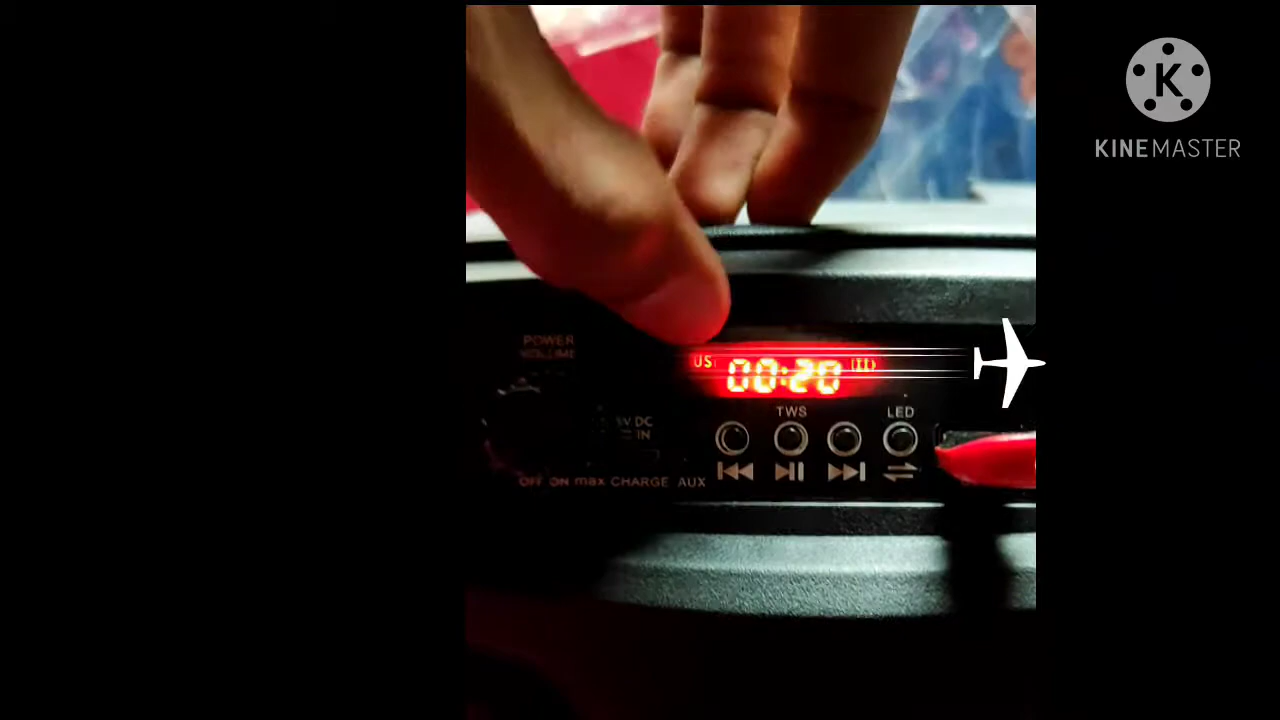 KINEMASTER
POWER
VOLUME
US
00:20
TWS
LED
5V DC
IN
OFF ON max CHARGE AUX